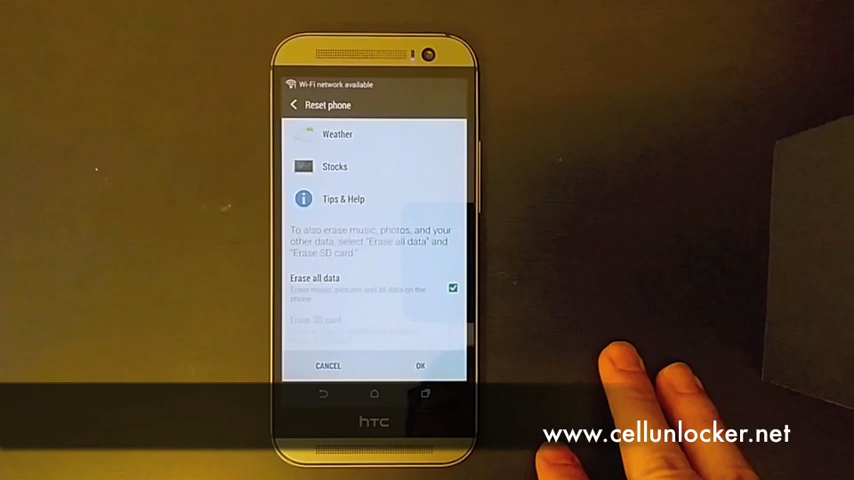 Wi-Fi network available
Reset phone
Weather
Stocks
Tips & Help
To also erase music, photos, and your
other data, select "Erase all data" and
"Erase SD card."
Erase all data
Erase music, pictures and all data on the
phone
Erase SD card
CANCEL
OK
hTC
www.cellunlocker.net